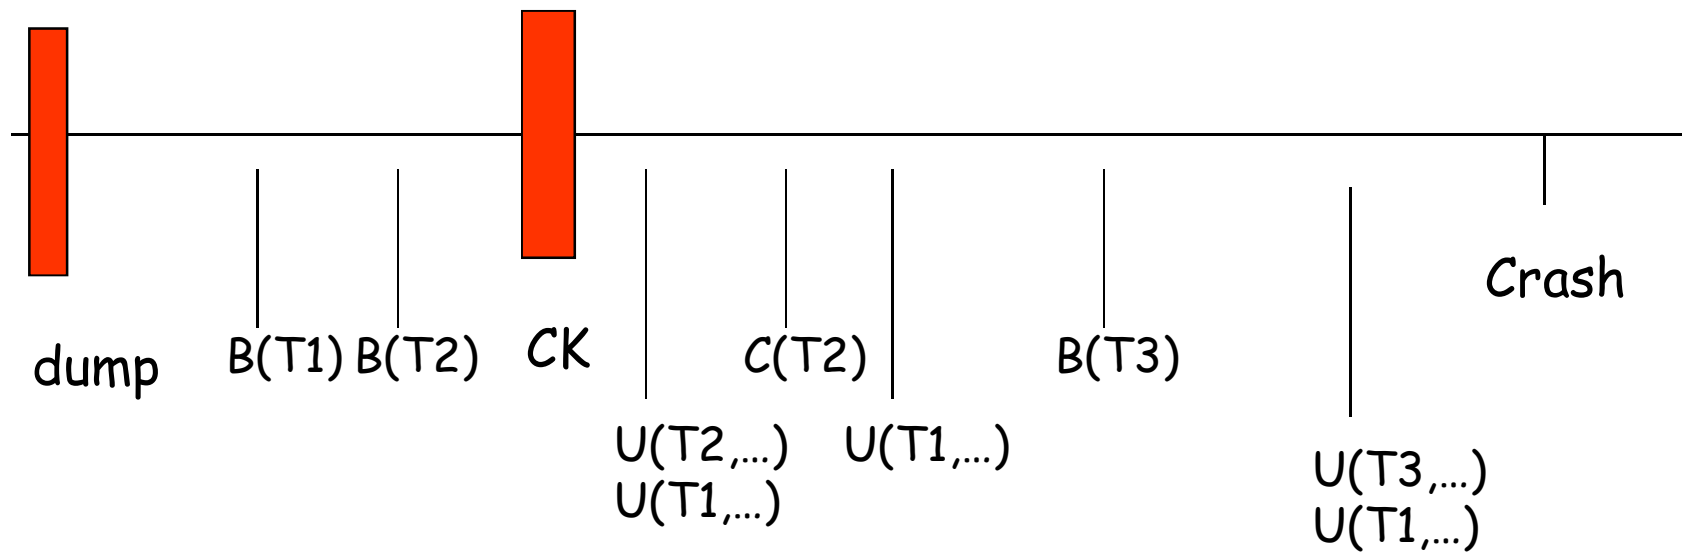 dump
B(T1)
B(T2)
CK
U(T2,...)
U(T1,...)
C(T2)
U(T1,...)
B(T3)
U(T3,...)
U(T1,...)
Crash